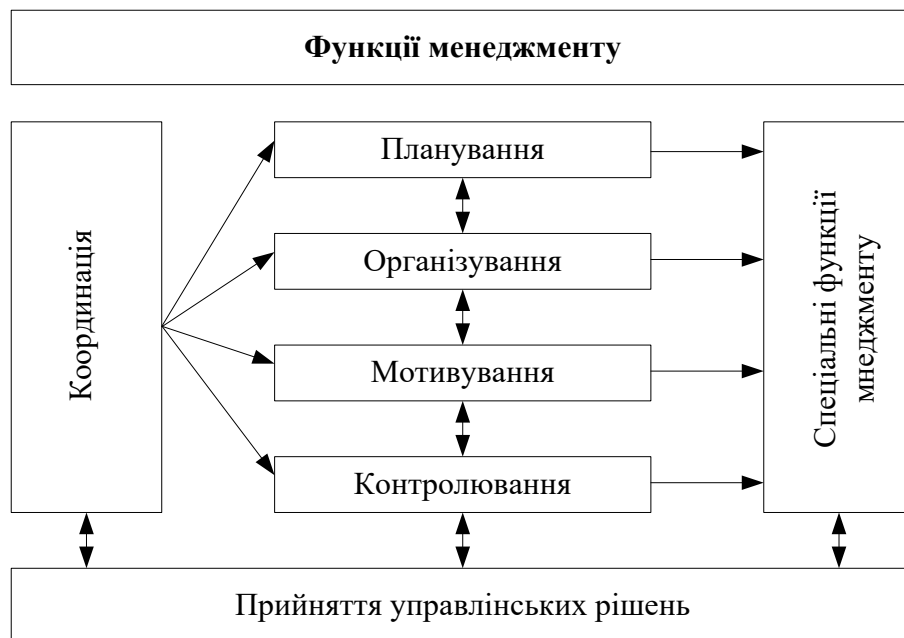 Функції менеджменту
Координація
Планування
Організування
Мотивування
Контролювання
Спеціальні функції
мнеджменту
Прийняття управлінських рішень